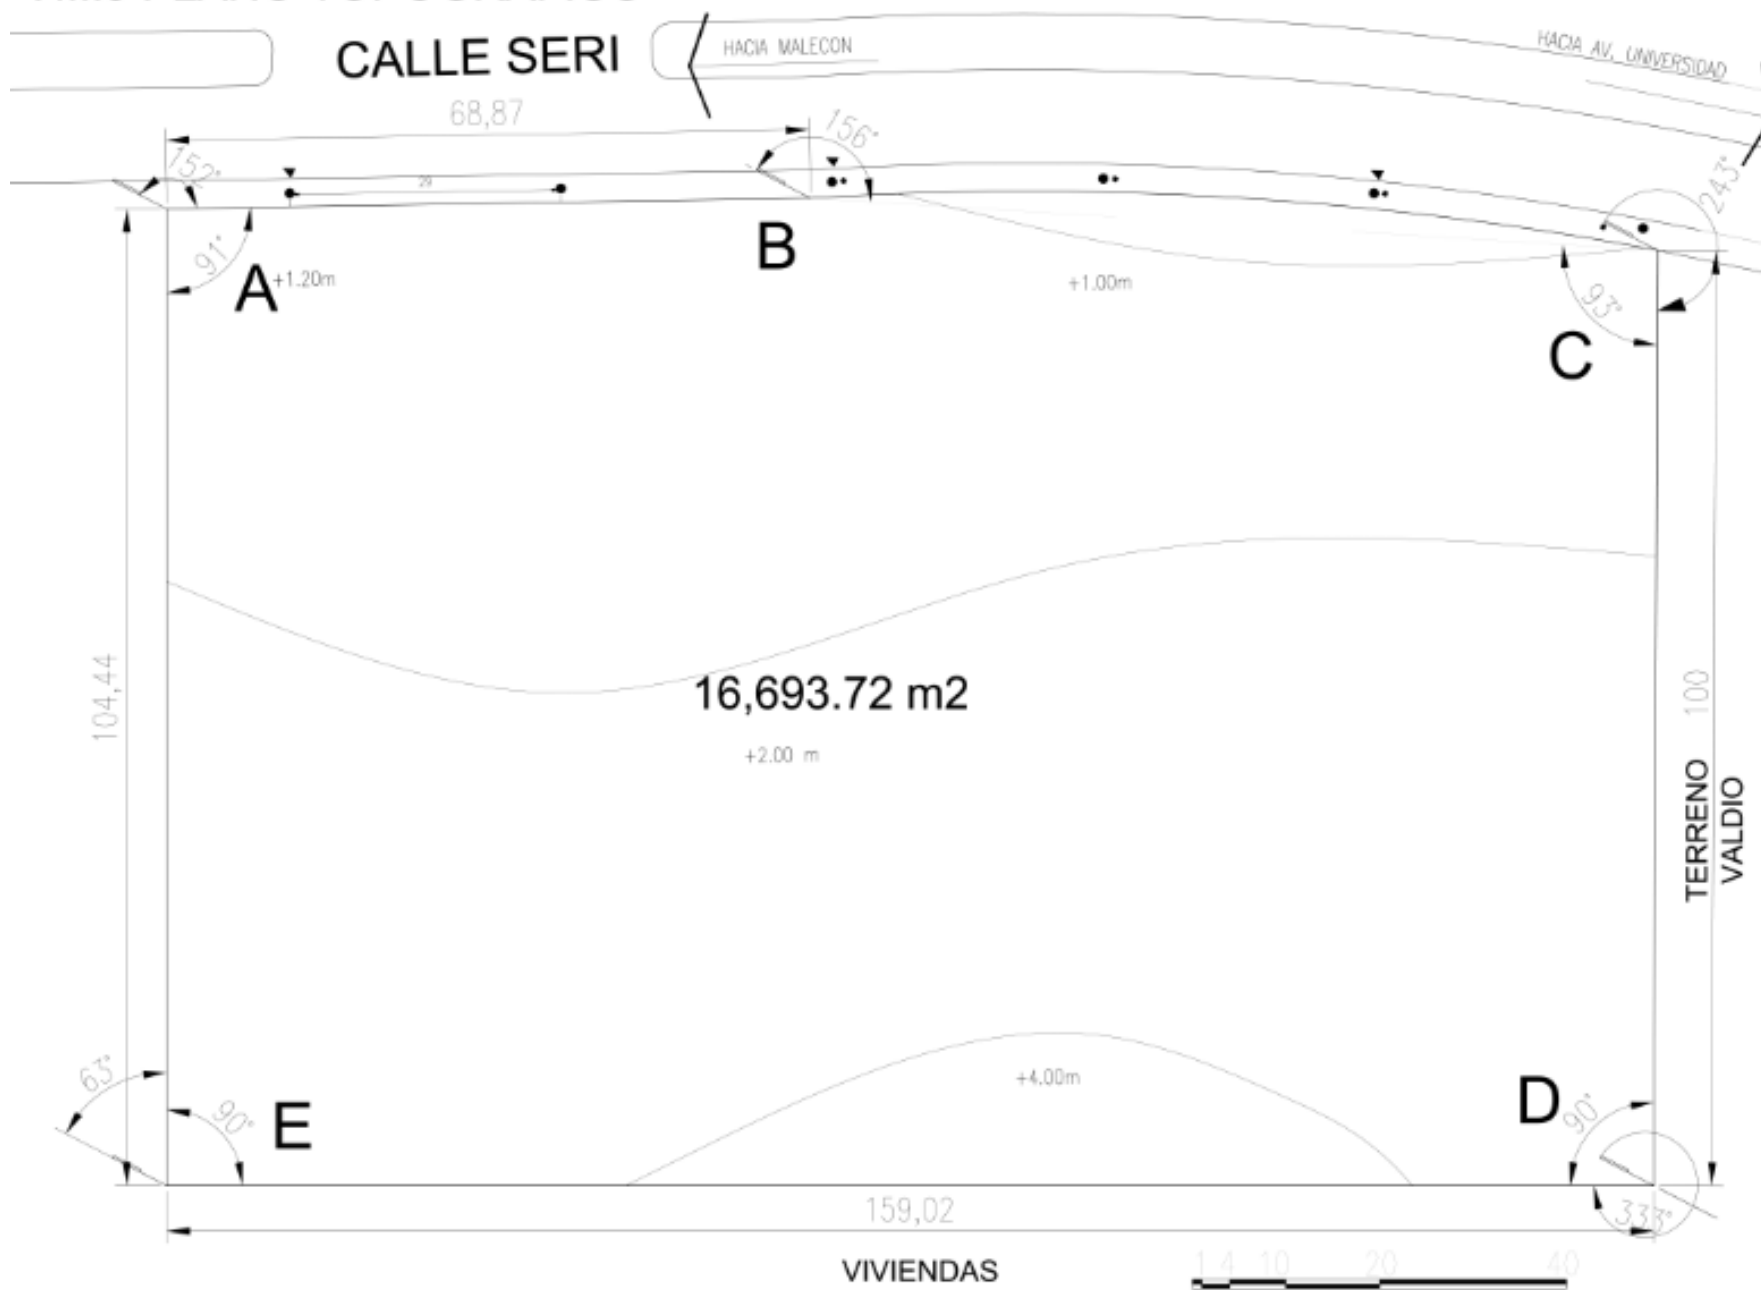 CALLE SERI
HACIA MALECON
HACIA AV. UNIVERSIDAD
68,87
156°
152°
29
243°
91°
A
+1.20m
B
+1.00m
93°
C
16,693.72 m2
+2.00 m
104,44
100
TERRENO
VALDIO
63°
90°
E
+4.00m
D
90°
333°
159,02
VIVIENDAS
1 4 10 20 40